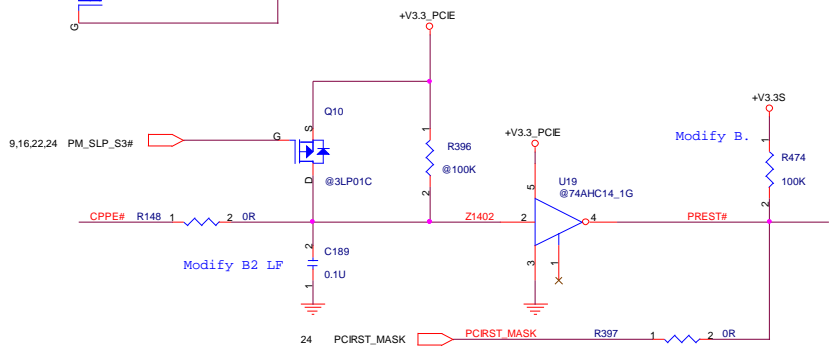 G
+V3.3_PCIE
Q10
+V3.3S
S
1
+V3.3_PCIE
Modify B.
1
9,16,22,24 PM_SLP_S3#
G
R396
@100K
R474
100K
@3LP01C
D
2
5
U19
@74AHC14_1G
2
CPPE#
R148
1
2
0R
Z1402
2
4
PREST#
2
C189
0.1U
1
Modify B2 LF
3
1
24 PCIRST_MASK
PCIRST_MASK
R397
1
2
0R